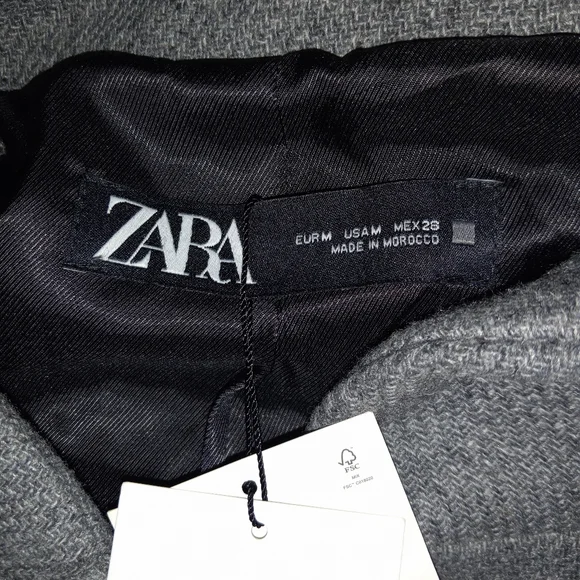 ZARA
EUR M USA M MEX 28
MADE IN MOROCCO
FSC